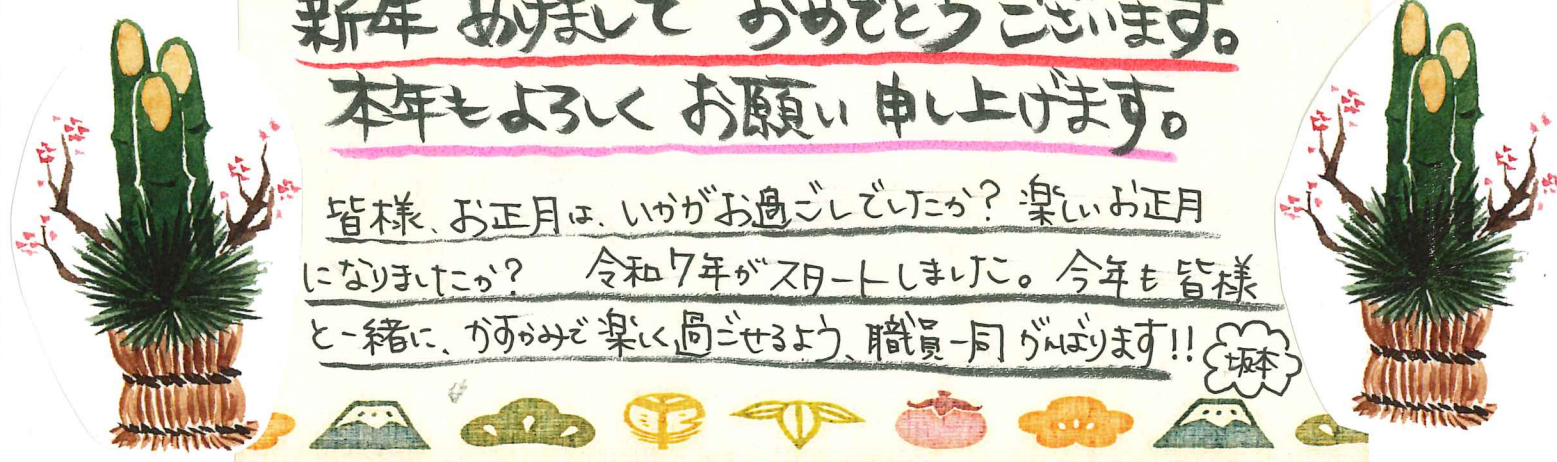 新年 あけまして おめでとう ございます。
本年もよろしく お願い 申し上げます。
皆様、お正月は、いかがお過ごしでしたか？ 楽しいお正月
になりましたか？ 令和7年がスタートしました。今年も皆様
と一緒に、かすかみで楽しく過ごせるよう、職員一同 がんばります!!
坂本